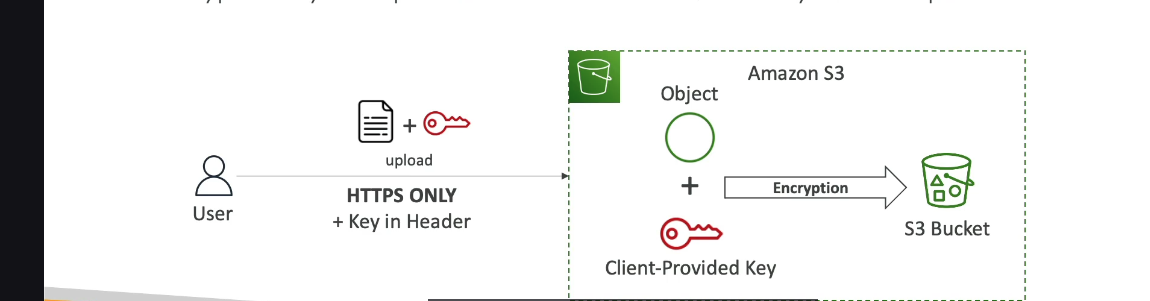 Amazon S3
Object
+
upload
HTTPS ONLY
+ Key in Header
User
+
Encryption
S3 Bucket
Client-Provided Key